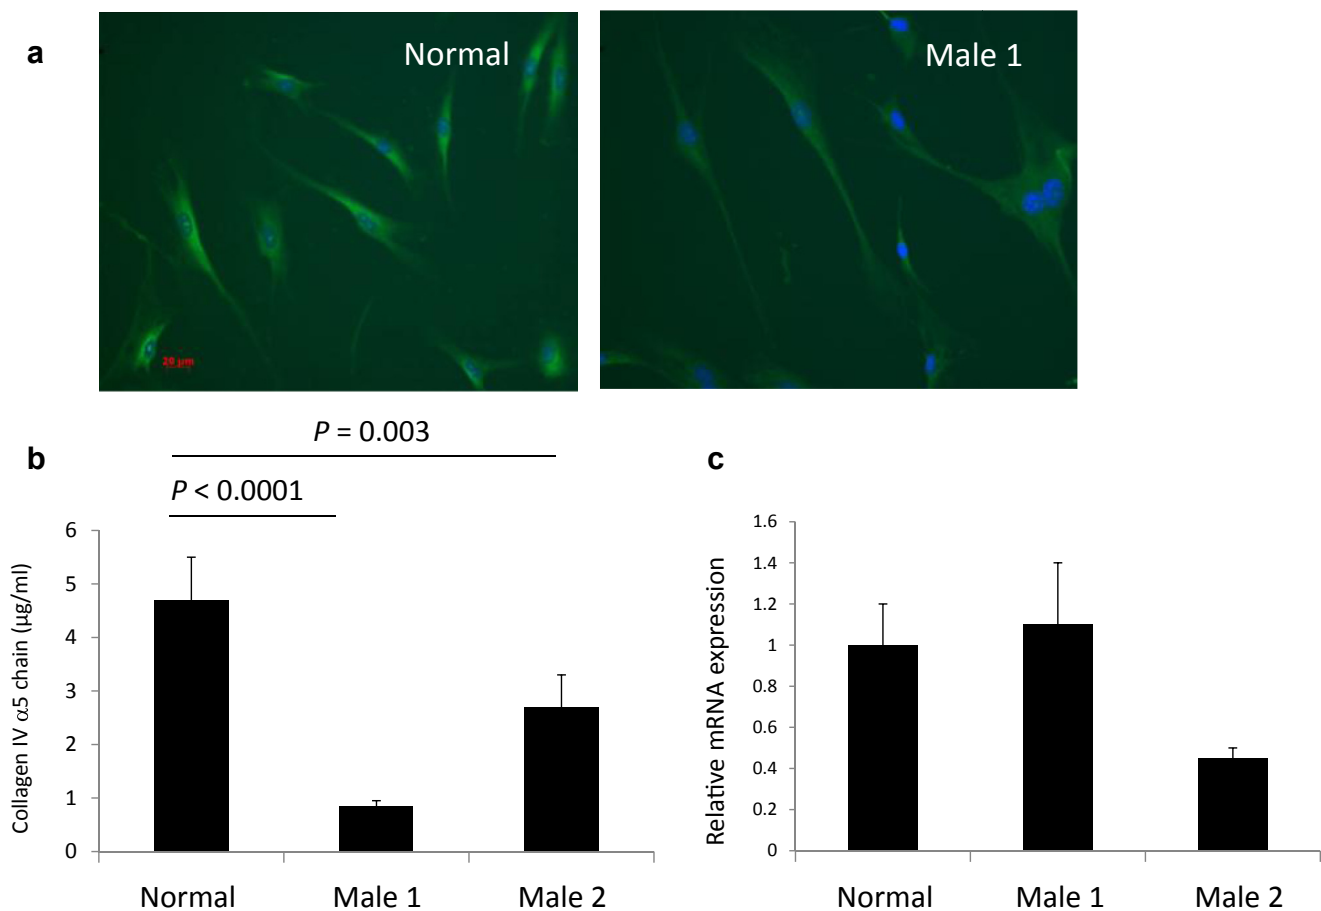 a
Normal
Male 1
20 µm
P = 0.003
b
c
P < 0.0001
Collagen IV α5 chain (µg/ml)
6
5
4
3
2
1
0
Normal
Male 1
Male 2
Relative mRNA expression
1.6
1.4
1.2
1
0.8
0.6
0.4
0.2
0
Normal
Male 1
Male 2